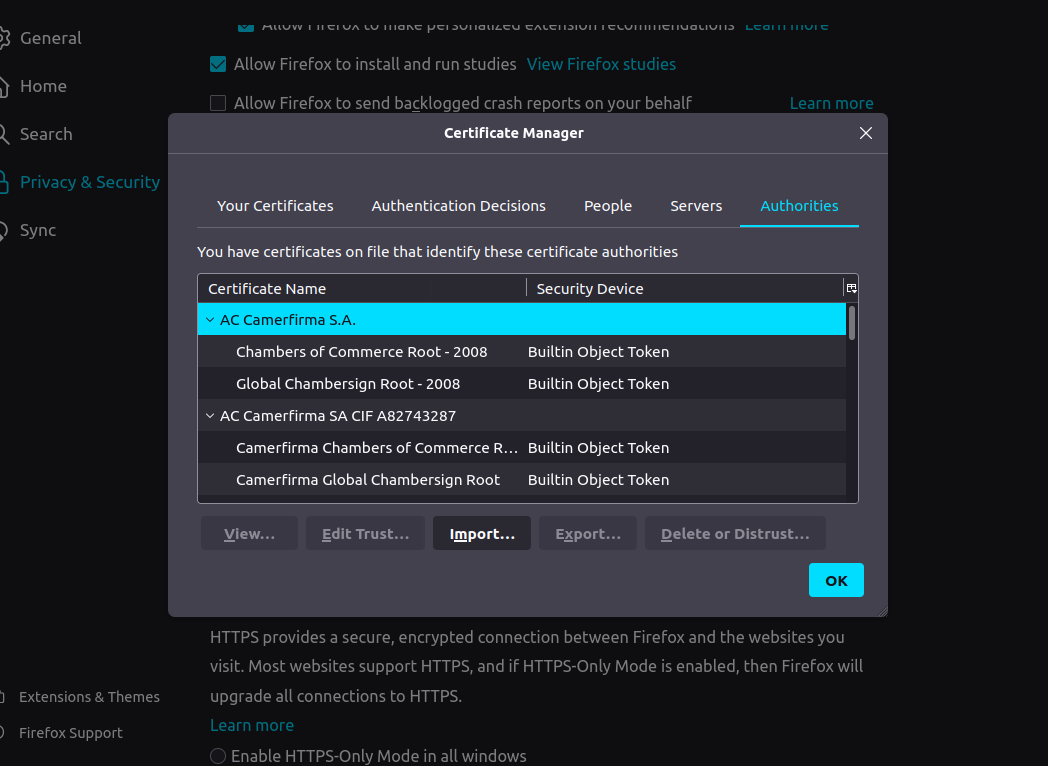 Allow Firefox to make personalized extension recommendations Learn more
General
Allow Firefox to install and run studies View Firefox studies
Home
Allow Firefox to send backlogged crash reports on your behalf Learn more
Search
Privacy & Security
Sync
Certificate Manager
Your Certificates Authentication Decisions People Servers Authorities
You have certificates on file that identify these certificate authorities
Certificate Name Security Device
AC Camerfirma S.A.
Chambers of Commerce Root - 2008 Builtin Object Token
Global Chambersign Root - 2008 Builtin Object Token
AC Camerfirma SA CIF A82743287
Camerfirma Chambers of Commerce R... Builtin Object Token
Camerfirma Global Chambersign Root Builtin Object Token
View... Edit Trust... Import... Export... Delete or Distrust...
OK
HTTPS provides a secure, encrypted connection between Firefox and the websites you
visit. Most websites support HTTPS, and if HTTPS-Only Mode is enabled, then Firefox will
upgrade all connections to HTTPS.
Learn more
Enable HTTPS-Only Mode in all windows
Extensions & Themes
Firefox Support